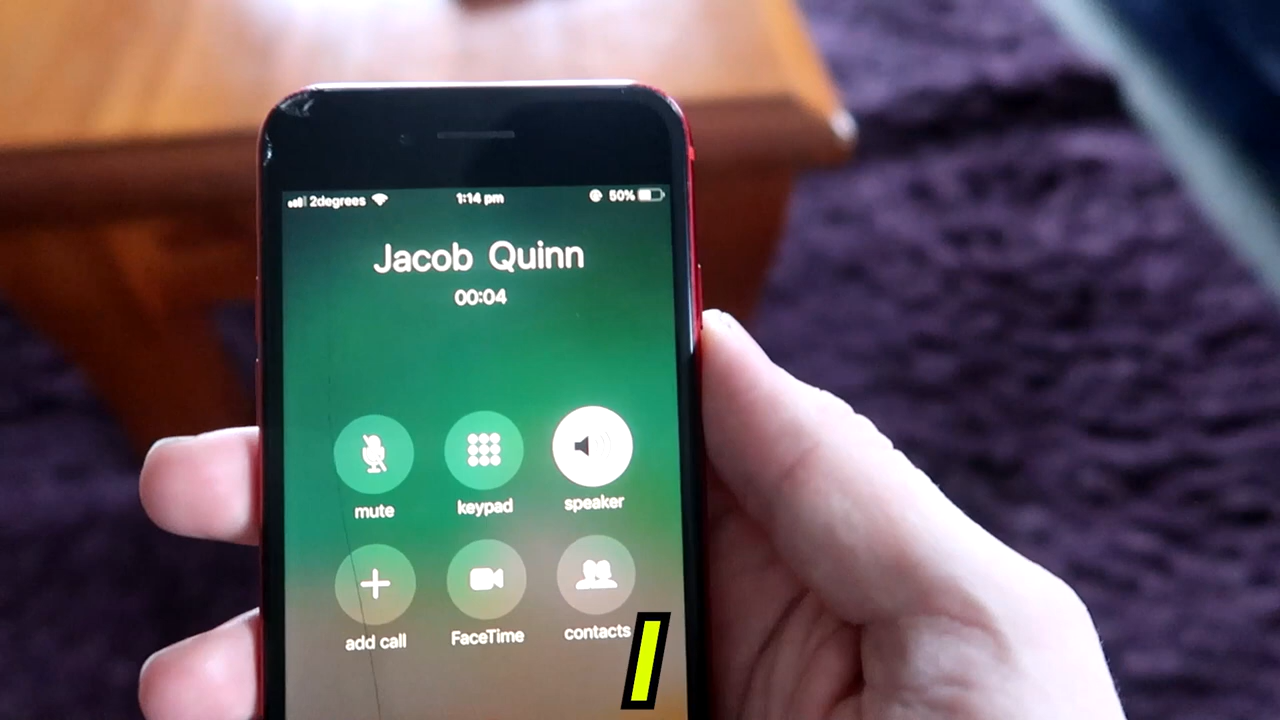 2degrees 1:14 pm 50%
Jacob Quinn
00:04
mute keypad speaker
add call FaceTime contacts
I